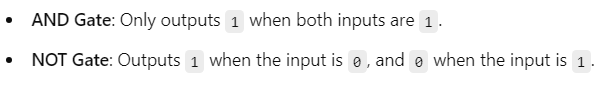 • AND Gate: Only outputs 1 when both inputs are 1.
• NOT Gate: Outputs 1 when the input is 0, and 0 when the input is 1.